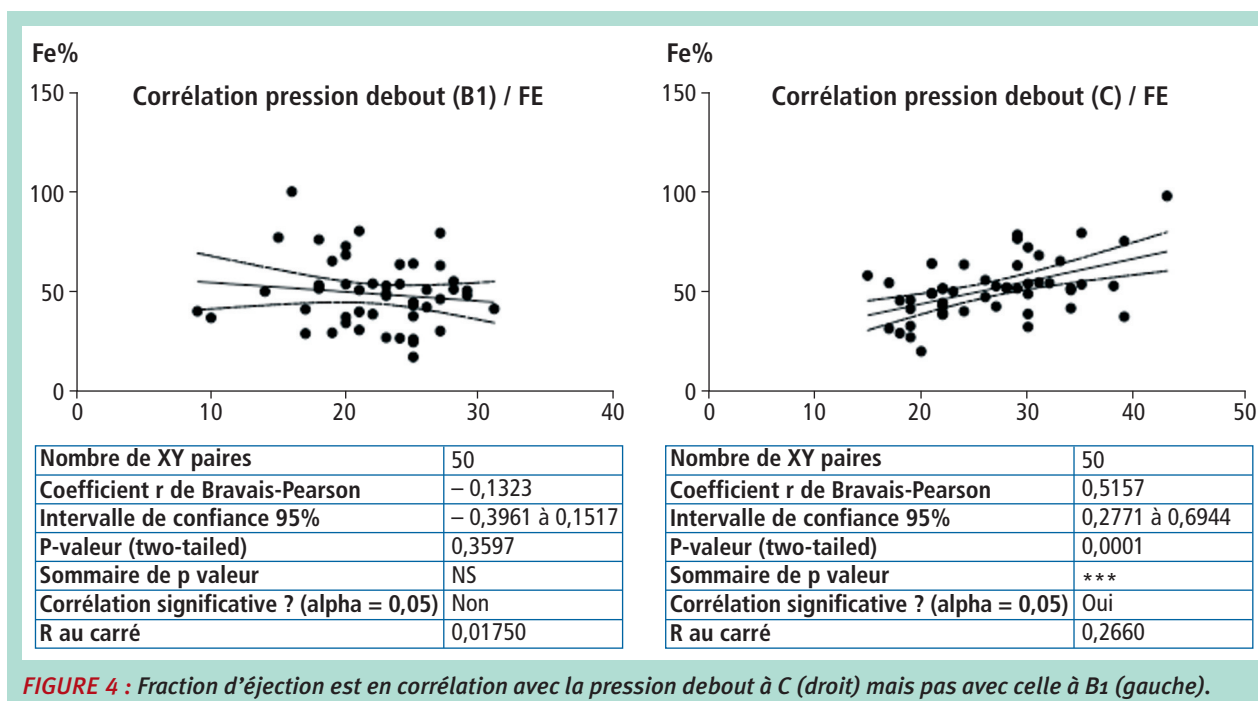 Fe%
Corrélation pression debout (B1) / FE
150
100
50
0
0 10 20 30 40
Nombre de XY paires 50
Coefficient r de Bravais-Pearson – 0,1323
Intervalle de confiance 95% – 0,3961 à 0,1517
P-valeur (two-tailed) 0,3597
Sommaire de p valeur NS
Corrélation significative ? (alpha = 0,05) Non
R au carré 0,01750
Fe%
Corrélation pression debout (C) / FE
150
100
50
0
0 10 20 30 40 50
Nombre de XY paires 50
Coefficient r de Bravais-Pearson 0,5157
Intervalle de confiance 95% 0,2771 à 0,6944
P-valeur (two-tailed) 0,0001
Sommaire de p valeur ***
Corrélation significative ? (alpha = 0,05) Oui
R au carré 0,2660
FIGURE 4 : Fraction d'éjection est en corrélation avec la pression debout à C (droit) mais pas avec celle à B1 (gauche).